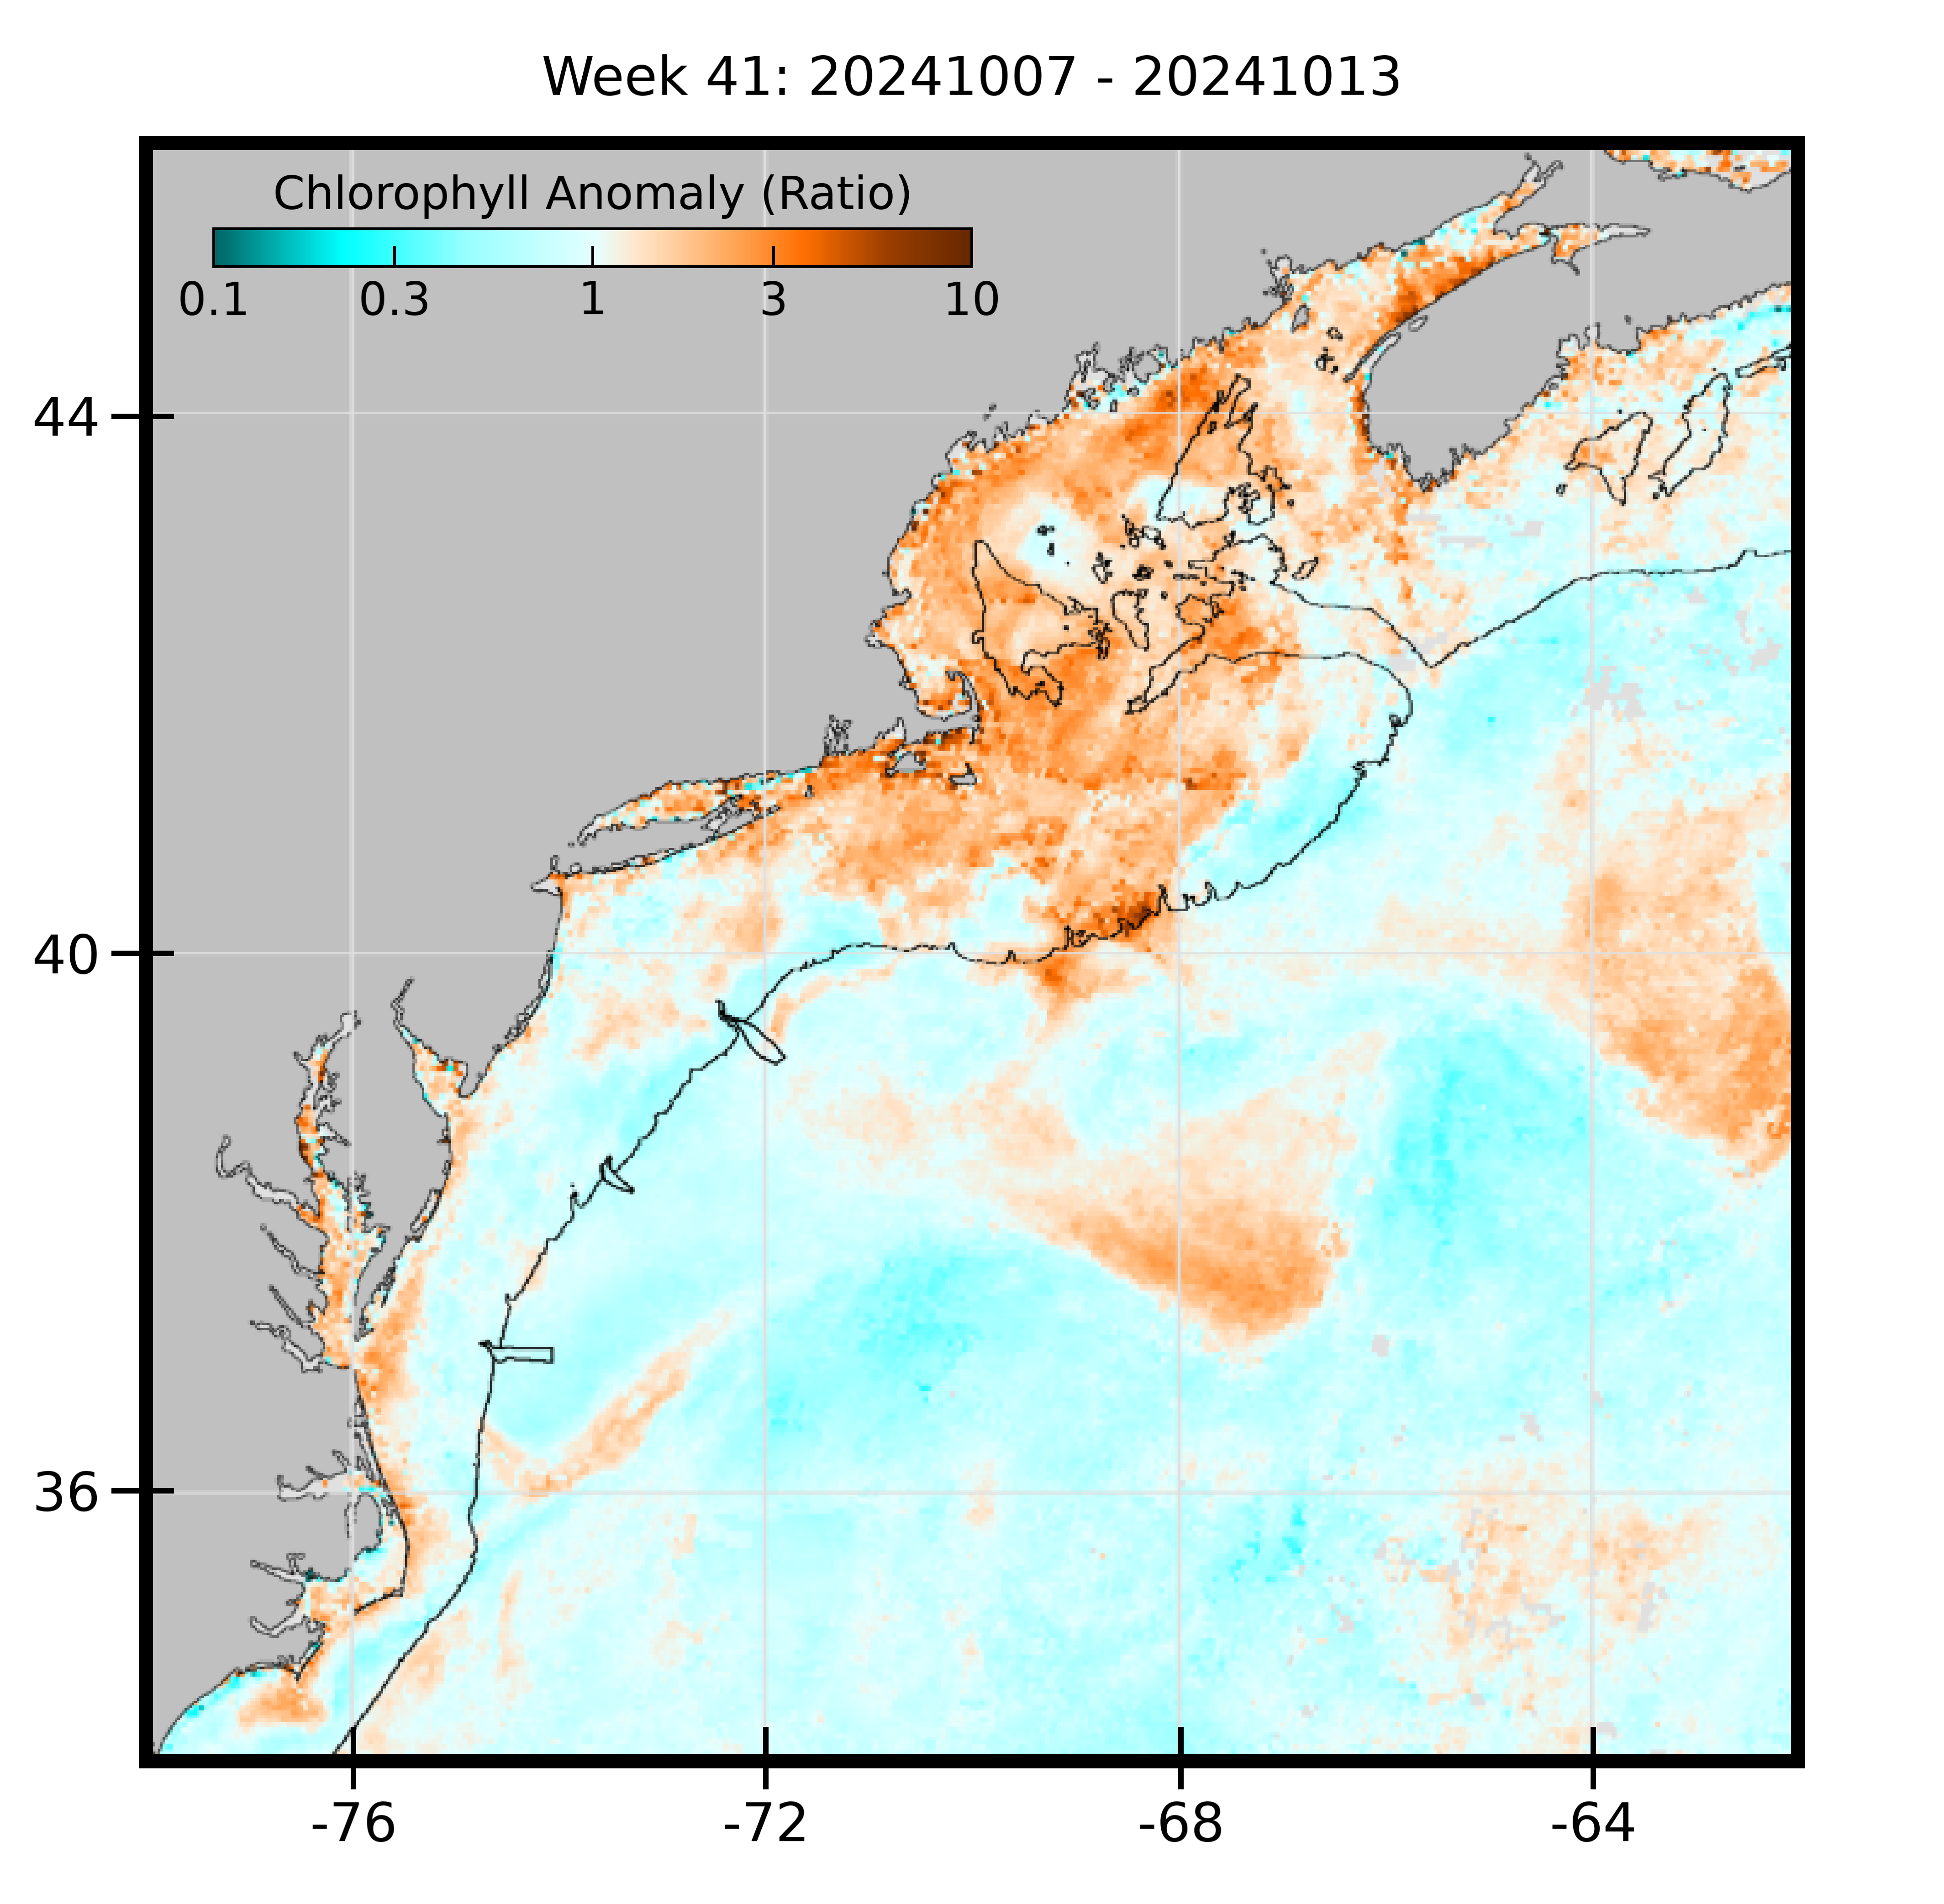 Week 41: 20241007 - 20241013
Chlorophyll Anomaly (Ratio)
0.1 0.3 1 3 10
44
40
36
-76 -72 -68 -64